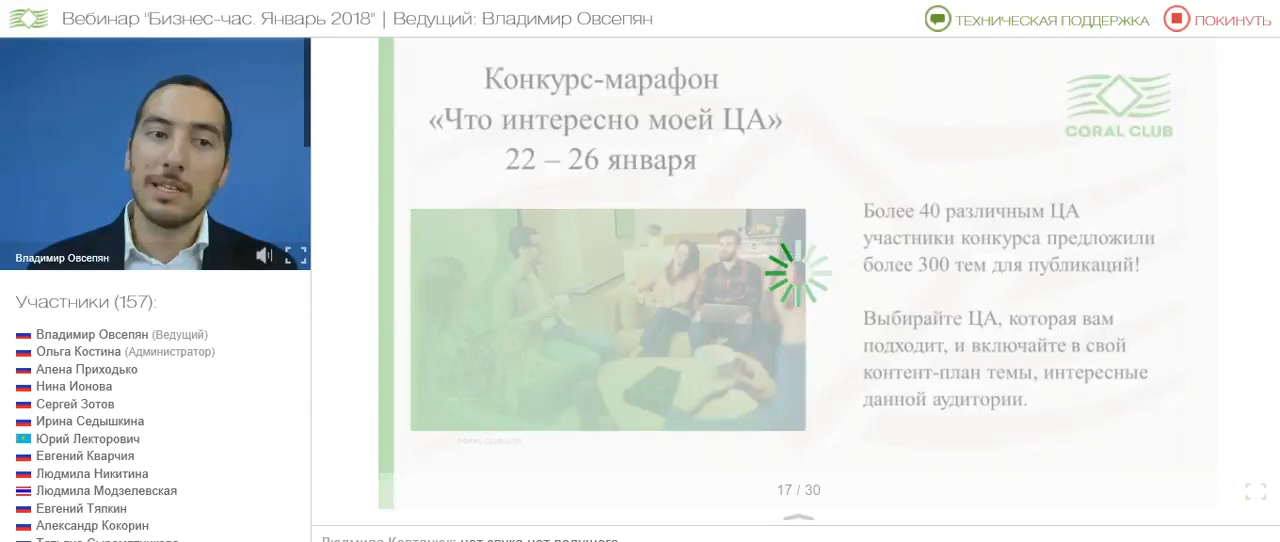 Вебинар "Бизнес-час. Январь 2018" | Ведущий: Владимир Овсепян
ТЕХНИЧЕСКАЯ ПОДДЕРЖКА
ПОКИНУТЬ
Владимир Овсепян
Участники (157):
Владимир Овсепян (Ведущий)
Ольга Костина (Администратор)
Алена Приходько
Нина Ионова
Сергей Зотов
Ирина Седышкина
Юрий Лекторович
Евгений Кварчия
Людмила Никитина
Людмила Модзелевская
Евгений Тяпкин
Александр Кокорин
Конкурс-марафон
«Что интересно моей ЦА»
22 – 26 января
CORAL CLUB
Более 40 различным ЦА
участники конкурса предложили
более 300 тем для публикаций!
Выбирайте ЦА, которая вам
подходит, и включайте в свой
контент-план темы, интересные
данной аудитории.
17 / 30